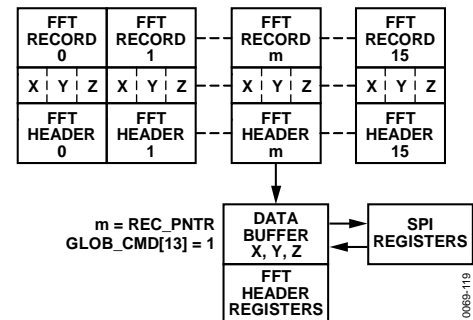 FFT RECORD 0
FFT RECORD 1
FFT RECORD m
FFT RECORD 15
X Y Z
X Y Z
X Y Z
X Y Z
FFT HEADER 0
FFT HEADER 1
FFT HEADER m
FFT HEADER 15
m = REC_PNTR
GLOB_CMD[13] = 1
DATA BUFFER X, Y, Z
SPI REGISTERS
FFT HEADER REGISTERS
0069-119